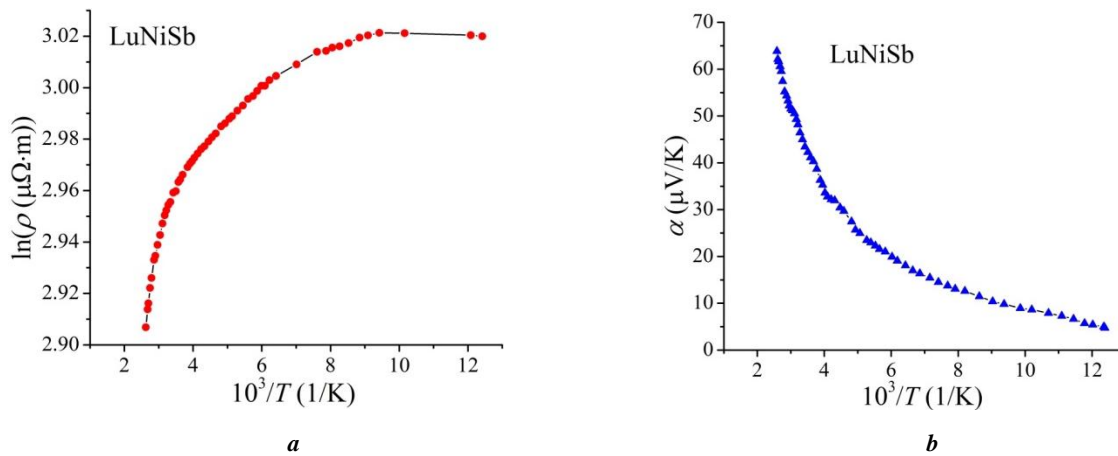 LuNiSb
ln(ρ (μΩ·m))
3.02
3.00
2.98
2.96
2.94
2.92
2.90
2 4 6 8 10 12
10³/T (1/K)
a
LuNiSb
α (μV/K)
70
60
50
40
30
20
10
0
2 4 6 8 10 12
10³/T (1/K)
b